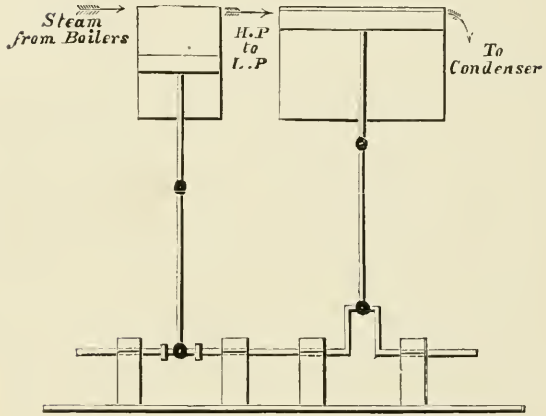 Steam
from Boilers
H.P
to
L.P
To
Condenser